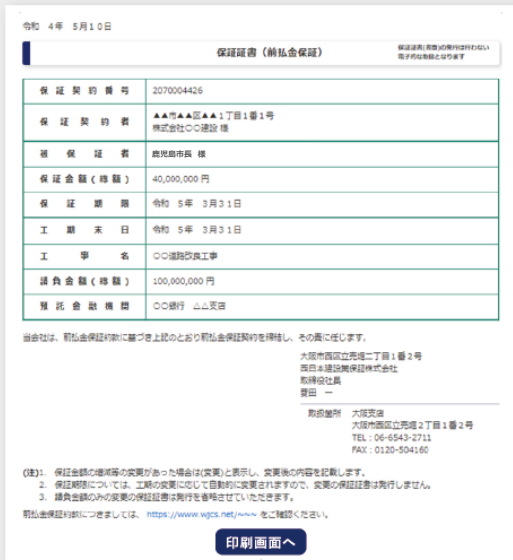 令和 4年 5月10日
保証証書（前払金保証）
保証証書(書面)の発行は行わない
電子的な取扱となります
保証契約番号 2070004426
保証契約者 ▲▲市▲▲区▲▲1丁目1番1号
株式会社〇〇建設 様
被保証者 鹿児島市長 様
保証金額(総額) 40,000,000 円
保証期限 令和 5年 3月31日
工期末日 令和 5年 3月31日
工事名 〇〇道路改良工事
請負金額(総額) 100,000,000 円
預託金融機関 〇〇銀行 △△支店
当会社は、前払金保証約款に基づき上記のとおり前払金保証契約を締結し、その責に任じます。
大阪市西区立売堀二丁目1番2号
西日本建設業保証株式会社
取締役社長
菱田 一
取扱箇所 大阪支店
大阪市西区立売堀2丁目1番2号
TEL：06-6543-2711
FAX：0120-504160
(注)1. 保証金額の増減等の変更があった場合は(変更)と表示し、変更後の内容を記載します。
2. 保証期限については、工期の変更に応じて自動的に変更されますので、変更の保証証書は発行しません。
3. 請負金額のみの変更の保証証書は発行を省略させていただきます。
前払金保証約款につきましては、 https://www.wjcs.net/~~~ をご確認ください。
印刷画面へ